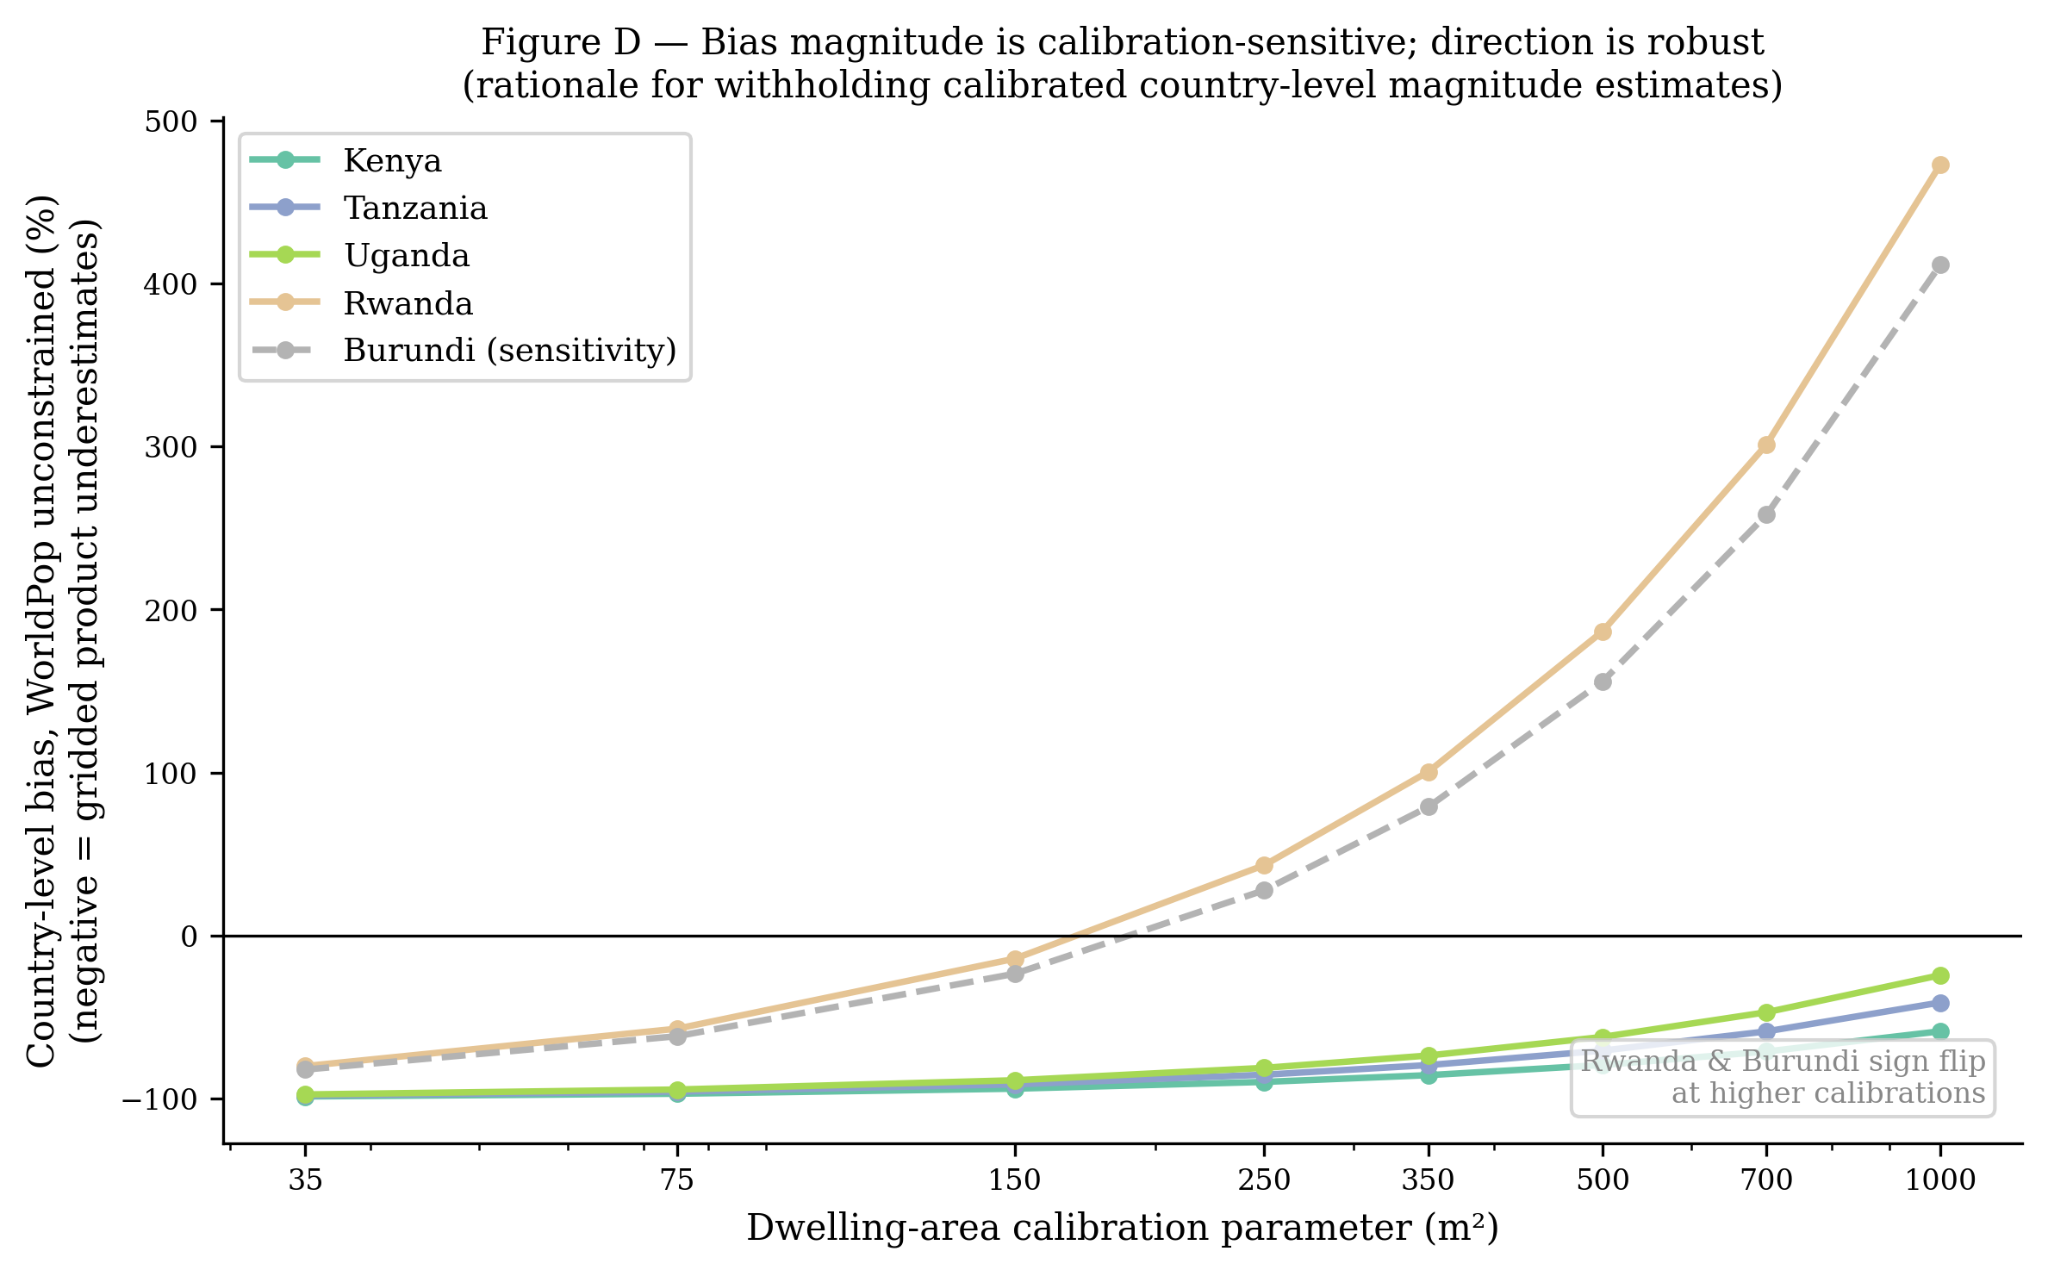 Figure D — Bias magnitude is calibration-sensitive; direction is robust
(rationale for withholding calibrated country-level magnitude estimates)
Country-level bias, WorldPop unconstrained (%)
(negative = gridded product underestimates)
500
400
300
200
100
0
−100
Kenya
Tanzania
Uganda
Rwanda
Burundi (sensitivity)
Rwanda & Burundi sign flip
at higher calibrations
35 75 150 250 350 500 700 1000
Dwelling-area calibration parameter (m²)